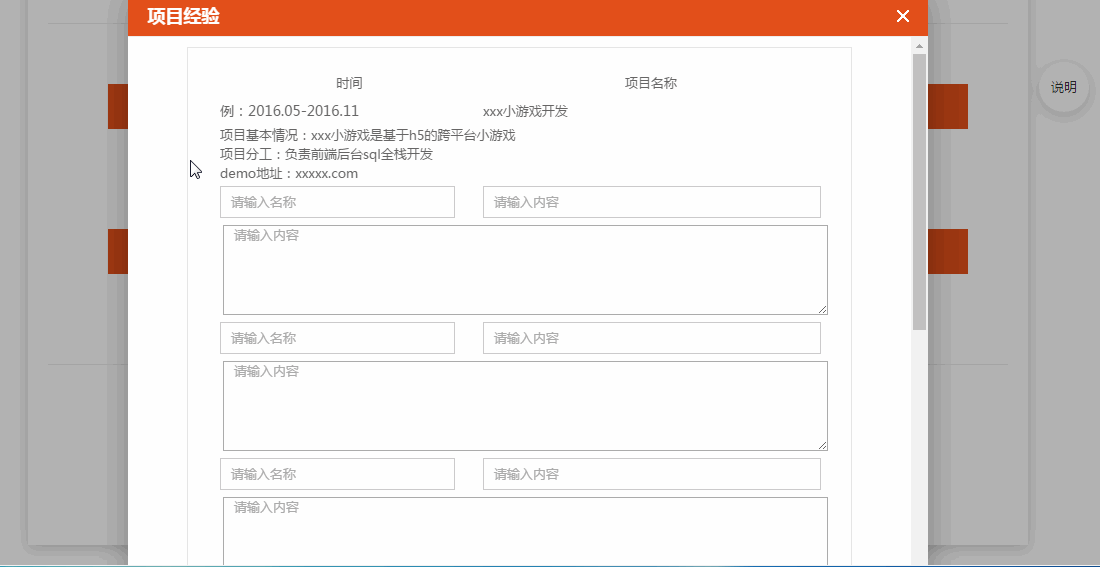 项目经验
说明
时间 项目名称
例：2016.05-2016.11 xxx小游戏开发
项目基本情况：xxx小游戏是基于h5的跨平台小游戏
项目分工：负责前端后台sql全栈开发
demo地址：xxxxx.com
请输入名称 请输入内容
请输入内容
请输入名称 请输入内容
请输入内容
请输入名称 请输入内容
请输入内容